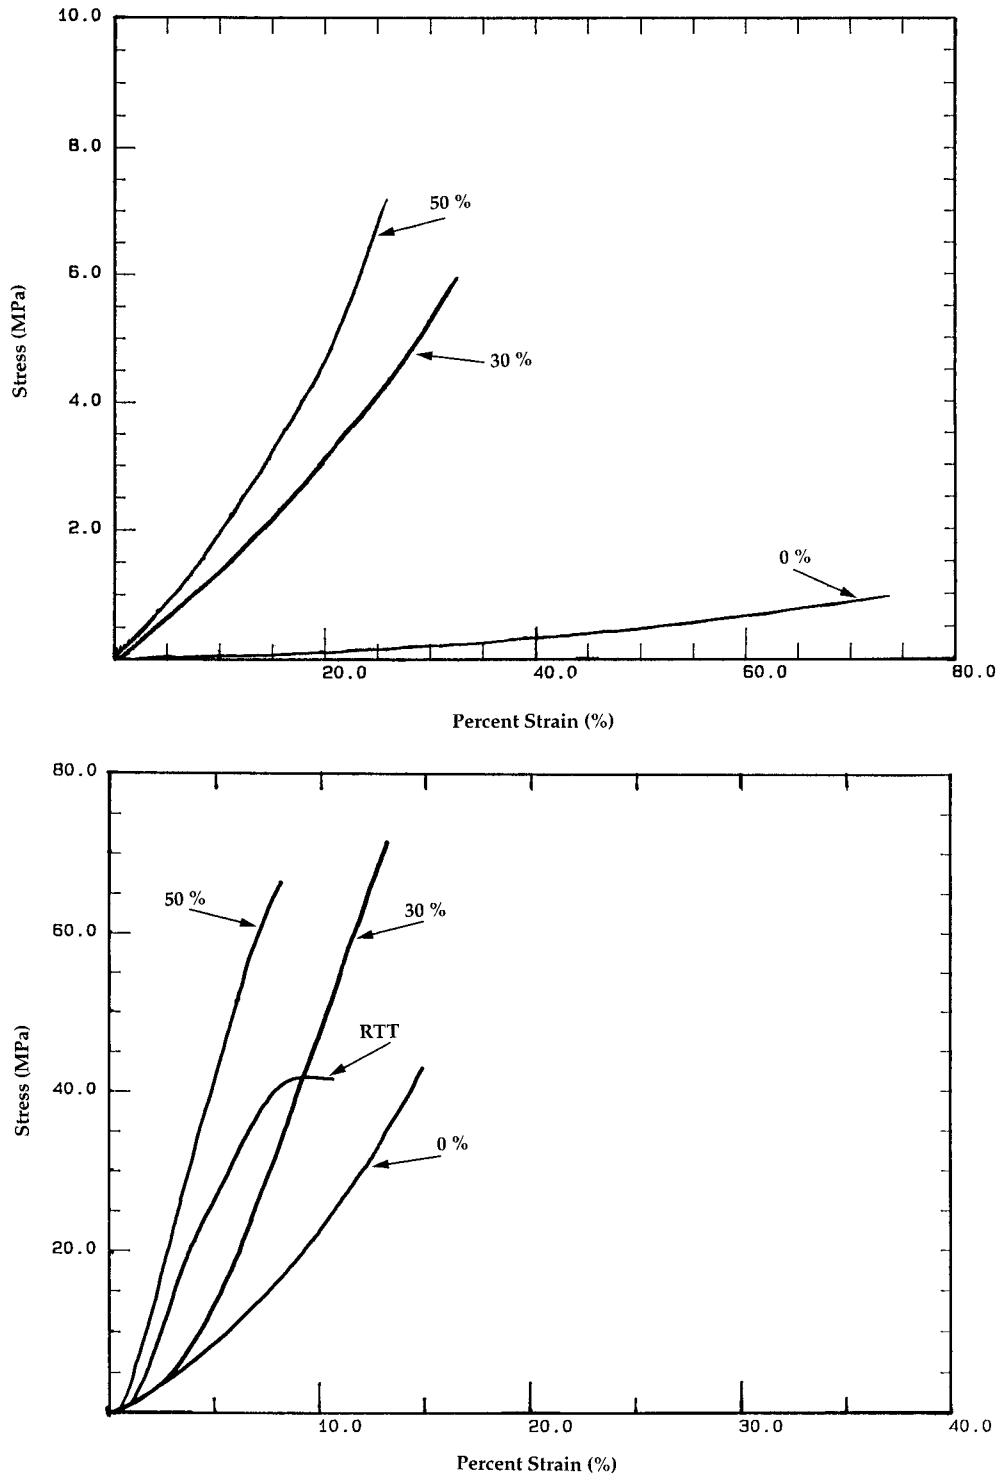 10.0
8.0
50 %
6.0
30 %
Stress (MPa)
4.0
2.0
0 %
20.0 40.0 60.0 80.0
Percent Strain (%)
80.0
50 %
30 %
60.0
RTT
Stress (MPa)
40.0
0 %
20.0
10.0 20.0 30.0 40.0
Percent Strain (%)